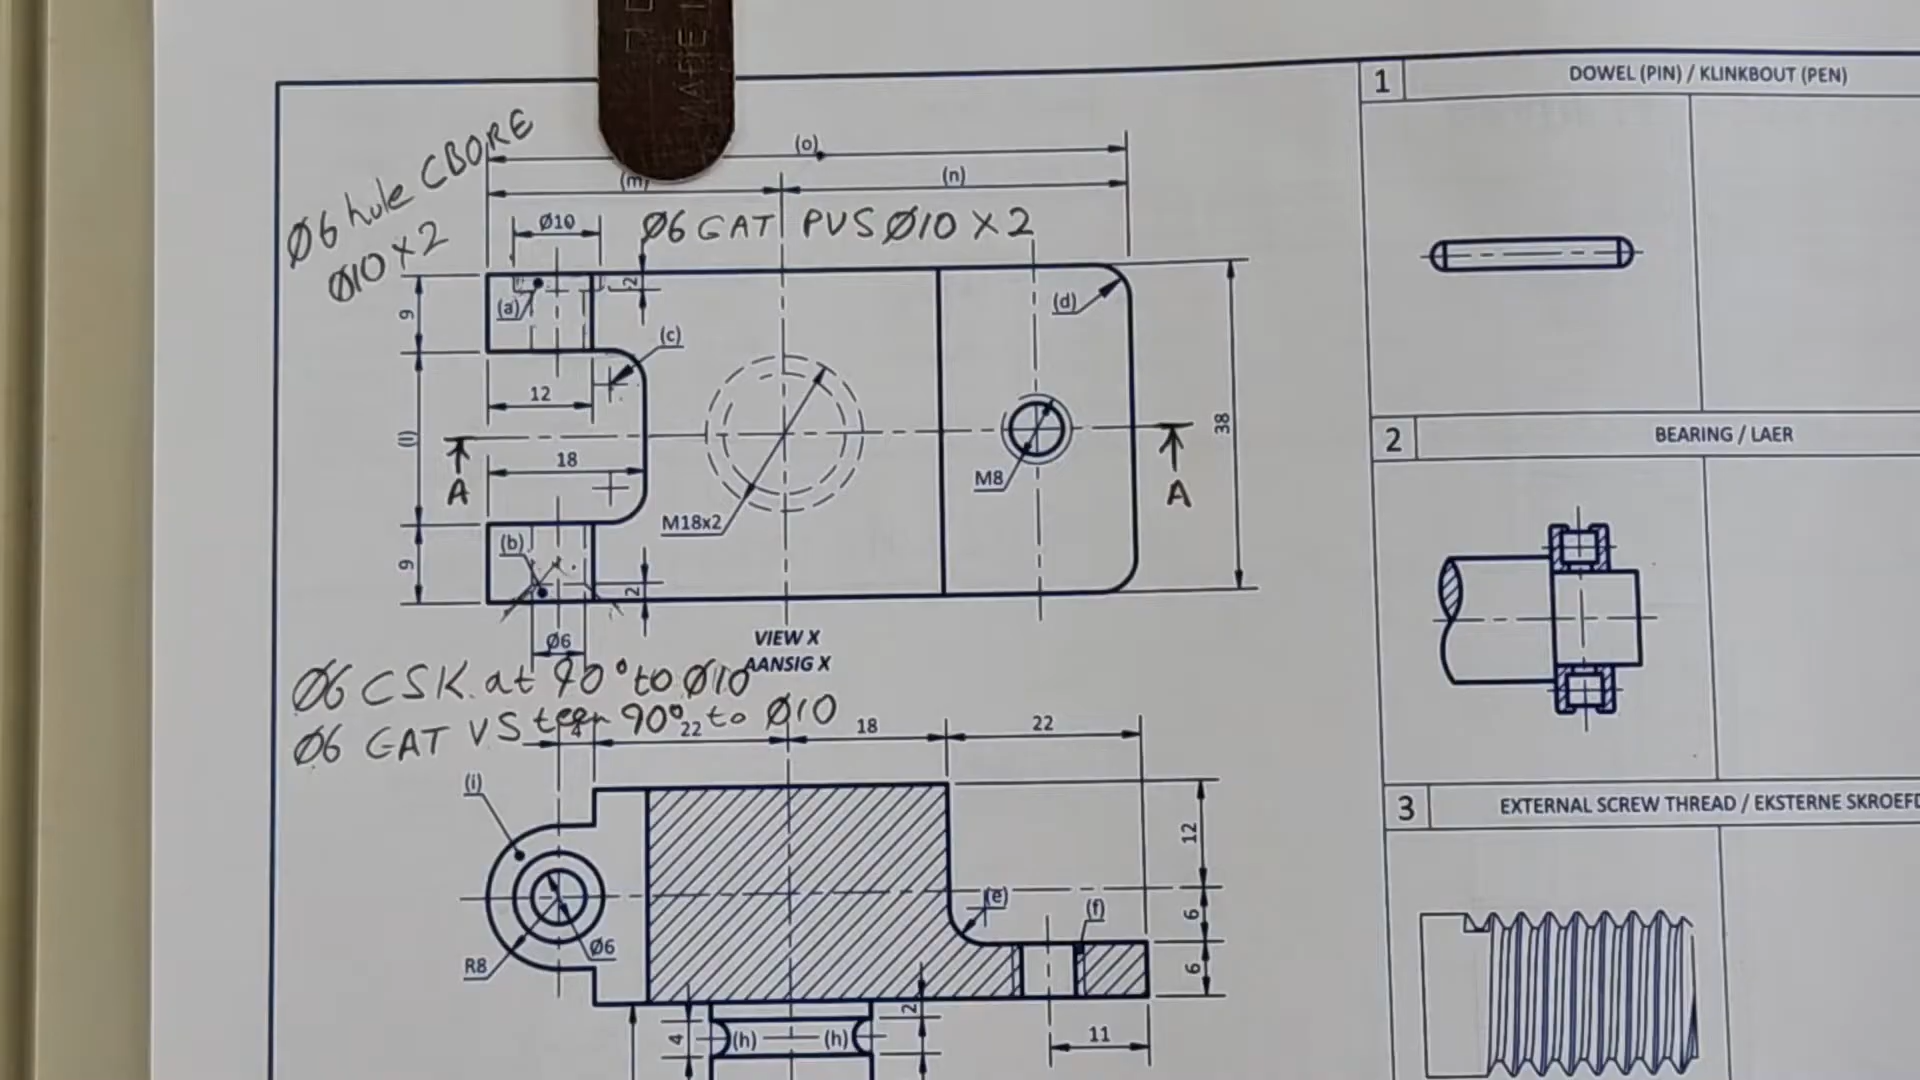 MADE I
1
DOWEL (PIN) / KLINKBOUT (PEN)
Ø6 hole CBORE
Ø10 X 2
(o)
(m)
(n)
Ø10
Ø6 GAT PVS Ø10 X 2
2
(a)
(d)
9
(c)
12
(l)
38
2
BEARING / LAER
18
A
M8
A
M18x2
(b)
9
2
Ø6
VIEW X
AANSIG X
Ø6 CSK. at 90° to Ø10
Ø6 GAT VS teen 90° to Ø10
4
22
18
22
(i)
12
3
EXTERNAL SCREW THREAD / EKSTERNE SKROEFD
(e)
(f)
6
Ø6
R8
6
2
4
(h)
(h)
11